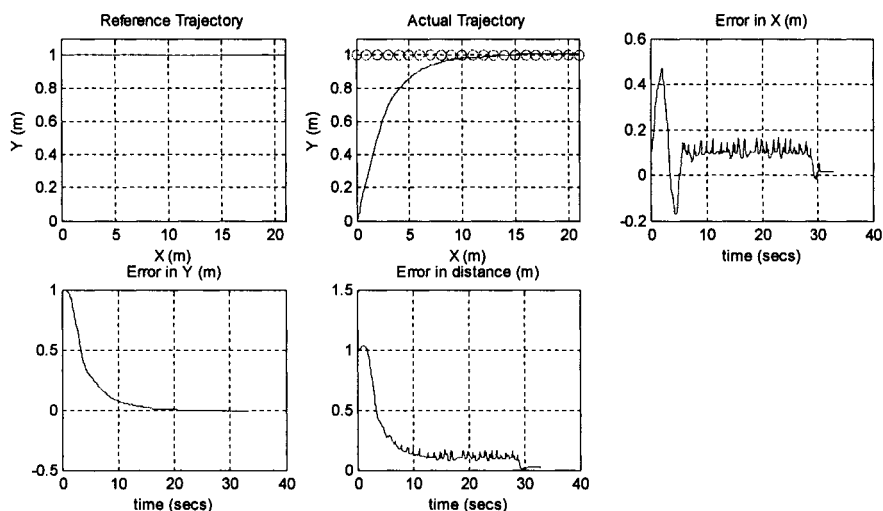 Reference Trajectory
Actual Trajectory
Error in X (m)
Y (m)
1
0.8
0.6
0.4
0.2
0
0 5 10 15 20
X (m)
Y (m)
1
0.8
0.6
0.4
0.2
0
0 5 10 15 20
X (m)
0.6
0.4
0.2
0
-0.2
0 10 20 30 40
time (secs)
Error in Y (m)
1
0.5
0
-0.5
0 10 20 30 40
time (secs)
Error in distance (m)
1.5
1
0.5
0
0 10 20 30 40
time (secs)